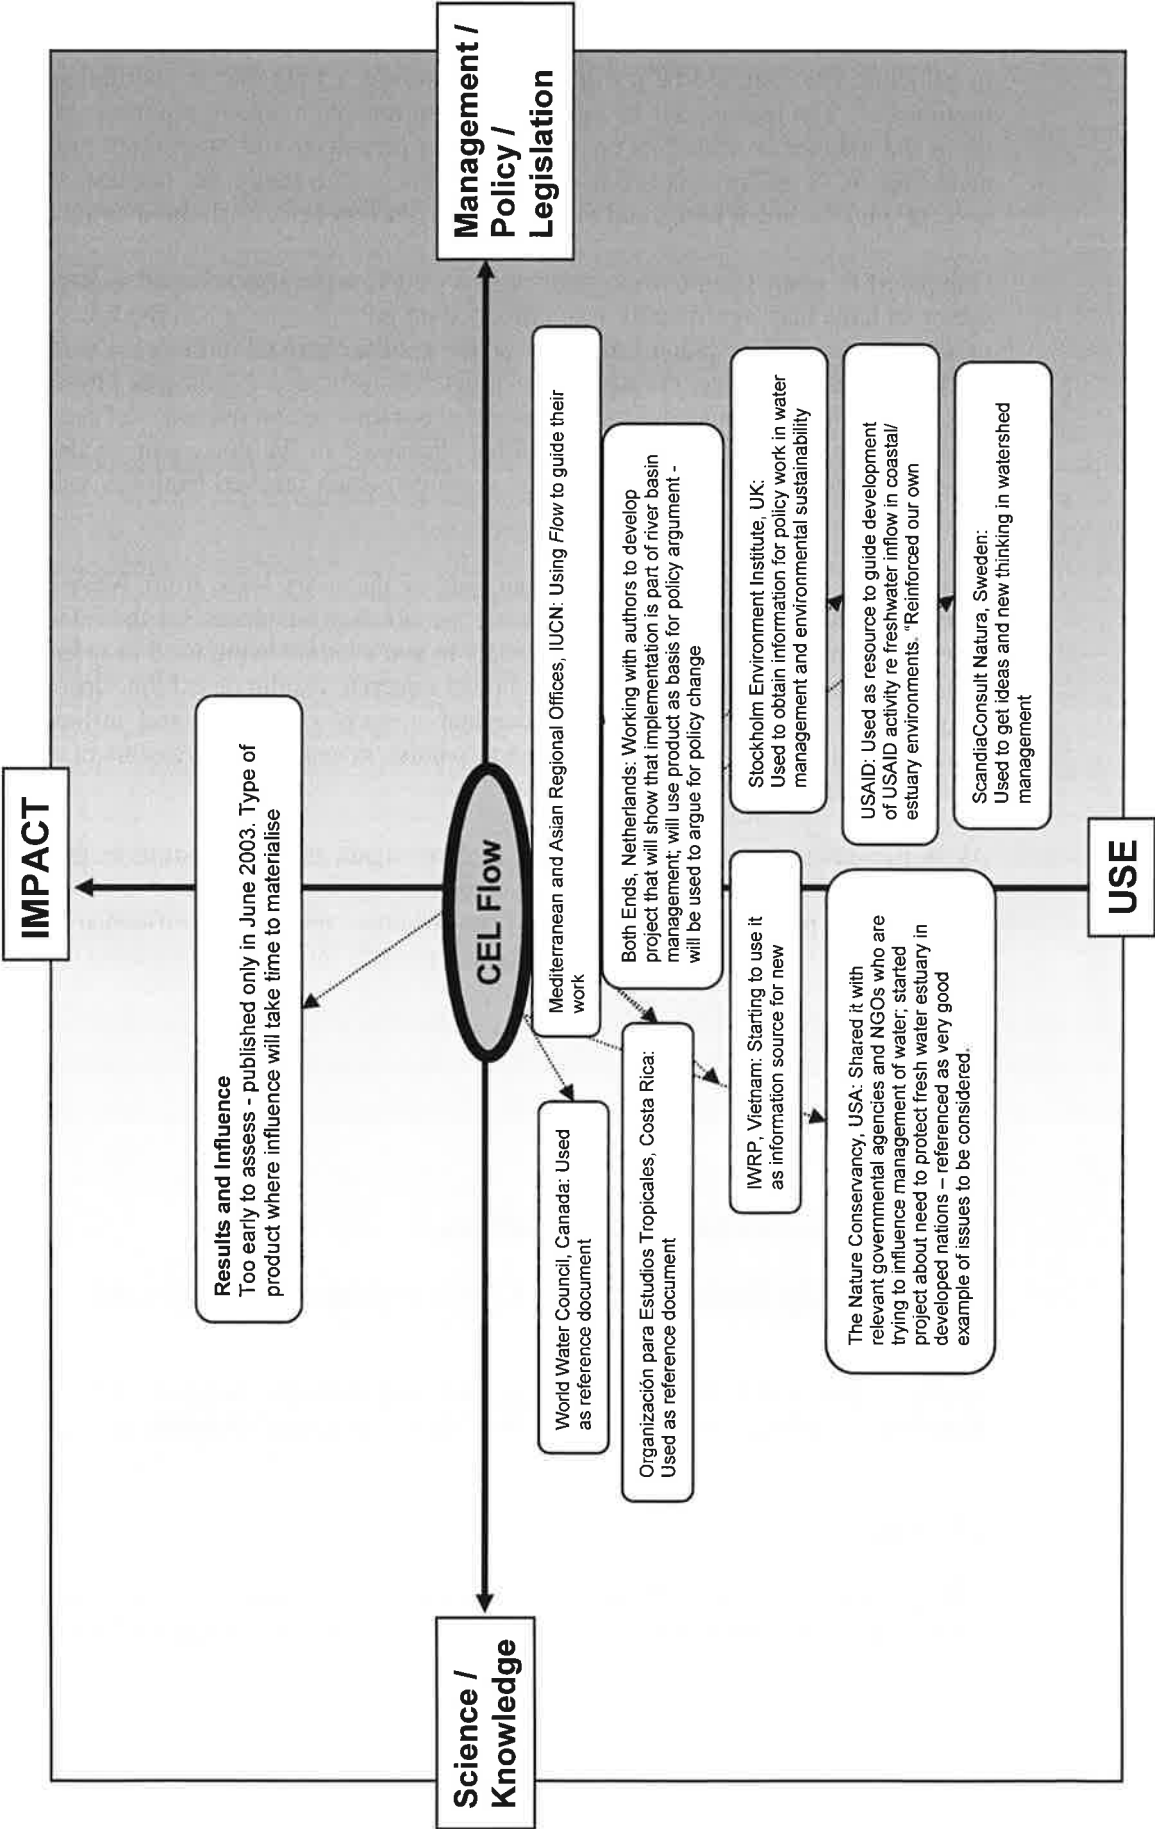 IMPACT
Results and Influence
Too early to assess - published only in June 2003. Type of
product where influence will take time to materialise
Science /
Knowledge
CEL Flow
Management /
Policy /
Legislation
Mediterranean and Asian Regional Offices, IUCN: Using Flow to guide their
work
World Water Council, Canada: Used
as reference document
Both Ends, Netherlands: Working with authors to develop
project that will show that implementation is part of river basin
management; will use product as basis for policy argument -
will be used to argue for policy change
Organización para Estudios Tropicales, Costa Rica:
Used as reference document
IWRP, Vietnam: Starting to use it
as information source for new
Stockholm Environment Institute, UK:
Used to obtain information for policy work in water
management and environmental sustainability
The Nature Conservancy, USA: Shared it with
relevant governmental agencies and NGOs who are
trying to influence management of water; started
project about need to protect fresh water estuary in
developed nations – referenced as very good
example of issues to be considered.
USAID: Used as resource to guide development
of USAID activity re freshwater inflow in coastal/
estuary environments. “Reinforced our own
ScandiaConsult Natura, Sweden:
Used to get ideas and new thinking in watershed
management
USE